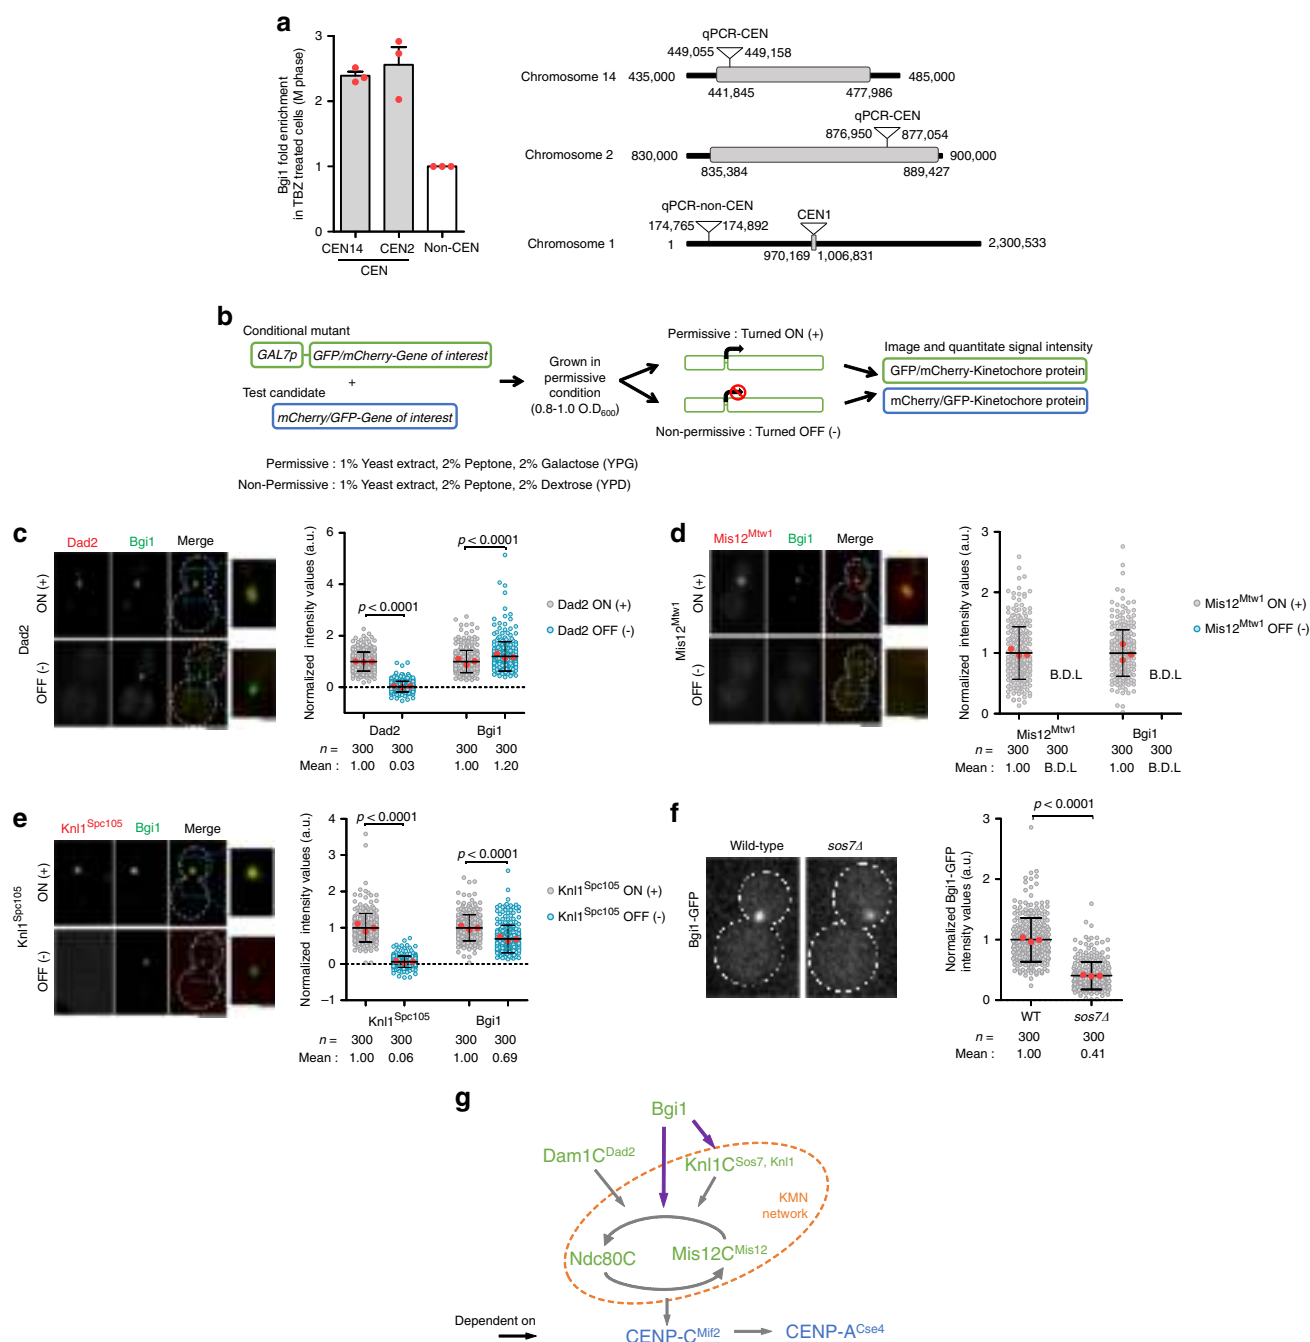 a
Bgi1 fold enrichment
in TBZ treated cells (M phase)
3
2
1
0
CEN14
CEN2
Non-CEN
CEN
qPCR-CEN
449,055
449,158
Chromosome 14
435,000
485,000
441,845
477,986
qPCR-CEN
876,950
877,054
Chromosome 2
830,000
900,000
835,384
889,427
qPCR-non-CEN
174,765
174,892
CEN1
Chromosome 1
1
2,300,533
970,169
1,006,831
b
Conditional mutant
GAL7p
GFP/mCherry-Gene of interest
+
Test candidate
mCherry/GFP-Gene of interest
Grown in
permissive
condition
(0.8-1.0 O.D600)
Permissive : Turned ON (+)
Non-permissive : Turned OFF (-)
Image and quantitate signal intensity
GFP/mCherry-Kinetochore protein
mCherry/GFP-Kinetochore protein
Permissive : 1% Yeast extract, 2% Peptone, 2% Galactose (YPG)
Non-Permissive : 1% Yeast extract, 2% Peptone, 2% Dextrose (YPD)
c
Dad2
Bgi1
Merge
Dad2
ON (+)
OFF (-)
Normalized intensity values (a.u.)
6
4
2
0
p < 0.0001
p < 0.0001
Dad2 ON (+)
Dad2 OFF (-)
Dad2
Bgi1
n = 300 300 300 300
Mean : 1.00 0.03 1.00 1.20
d
Mis12Mtw1
Bgi1
Merge
Mis12Mtw1
ON (+)
OFF (-)
Normalized intensity values (a.u.)
3
2
1
0
B.D.L
B.D.L
Mis12Mtw1 ON (+)
Mis12Mtw1 OFF (-)
Mis12Mtw1
Bgi1
n = 300 300 300 300
Mean : 1.00 B.D.L 1.00 B.D.L
e
Knl1Spc105
Bgi1
Merge
Knl1Spc105
ON (+)
OFF (-)
Normalized intensity values (a.u.)
4
3
2
1
0
−1
p < 0.0001
p < 0.0001
Knl1Spc105 ON (+)
Knl1Spc105 OFF (-)
Knl1Spc105
Bgi1
n = 300 300 300 300
Mean : 1.00 0.06 1.00 0.69
f
Wild-type
sos7Δ
Bgi1-GFP
Normalized Bgi1-GFP
intensity values (a.u.)
3
2
1
0
p < 0.0001
WT
sos7Δ
n = 300 300
Mean : 1.00 0.41
g
Bgi1
Dam1CDad2
Knl1CSos7, Knl1
KMN
network
Ndc80C
Mis12CMis12
Dependent on
CENP-CMif2
CENP-ACse4